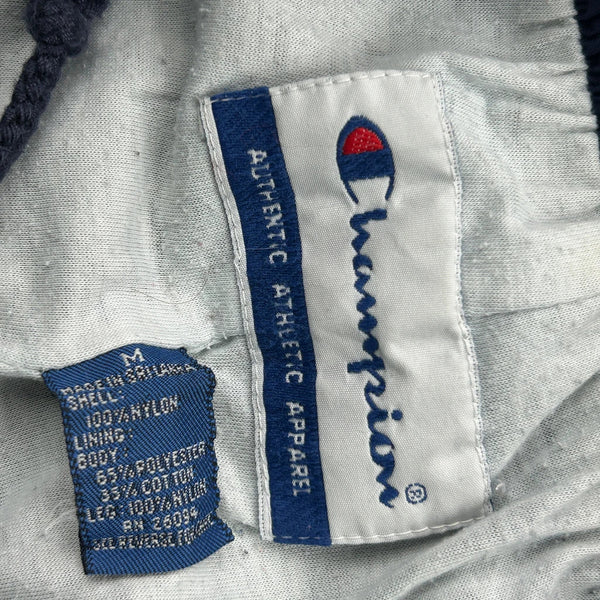 Champion®
AUTHENTIC ATHLETIC APPAREL
M
MADE IN SRI LANKA
SHELL:
100% NYLON
LINING:
BODY:
65% POLYESTER
35% COTTON
LEG: 100% NYLON
RN 26094
SEE REVERSE FOR CARE